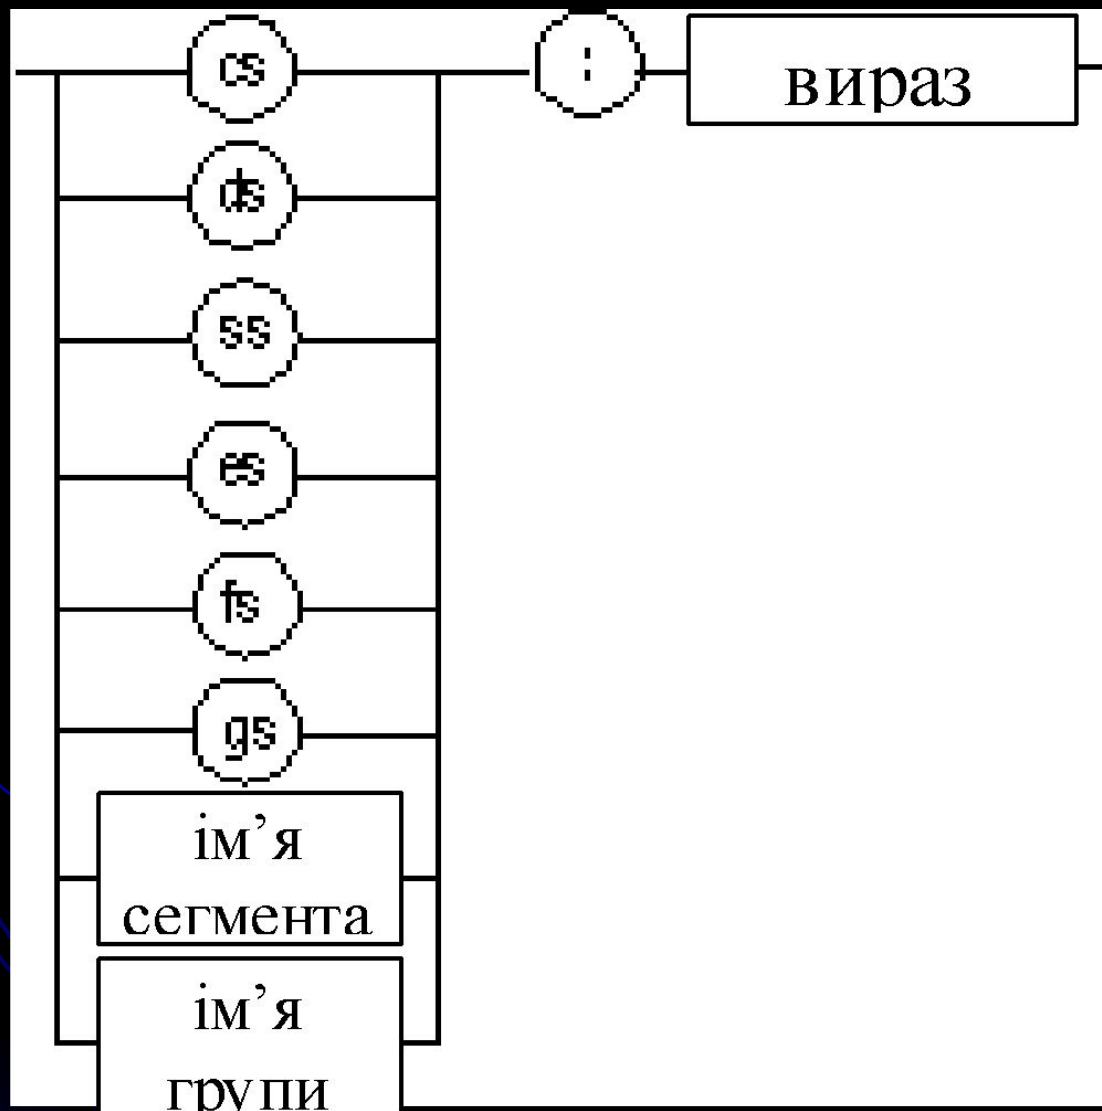 cs : вираз
ds
ss
es
fs
gs
ім’я
сегмента
ім’я
групи